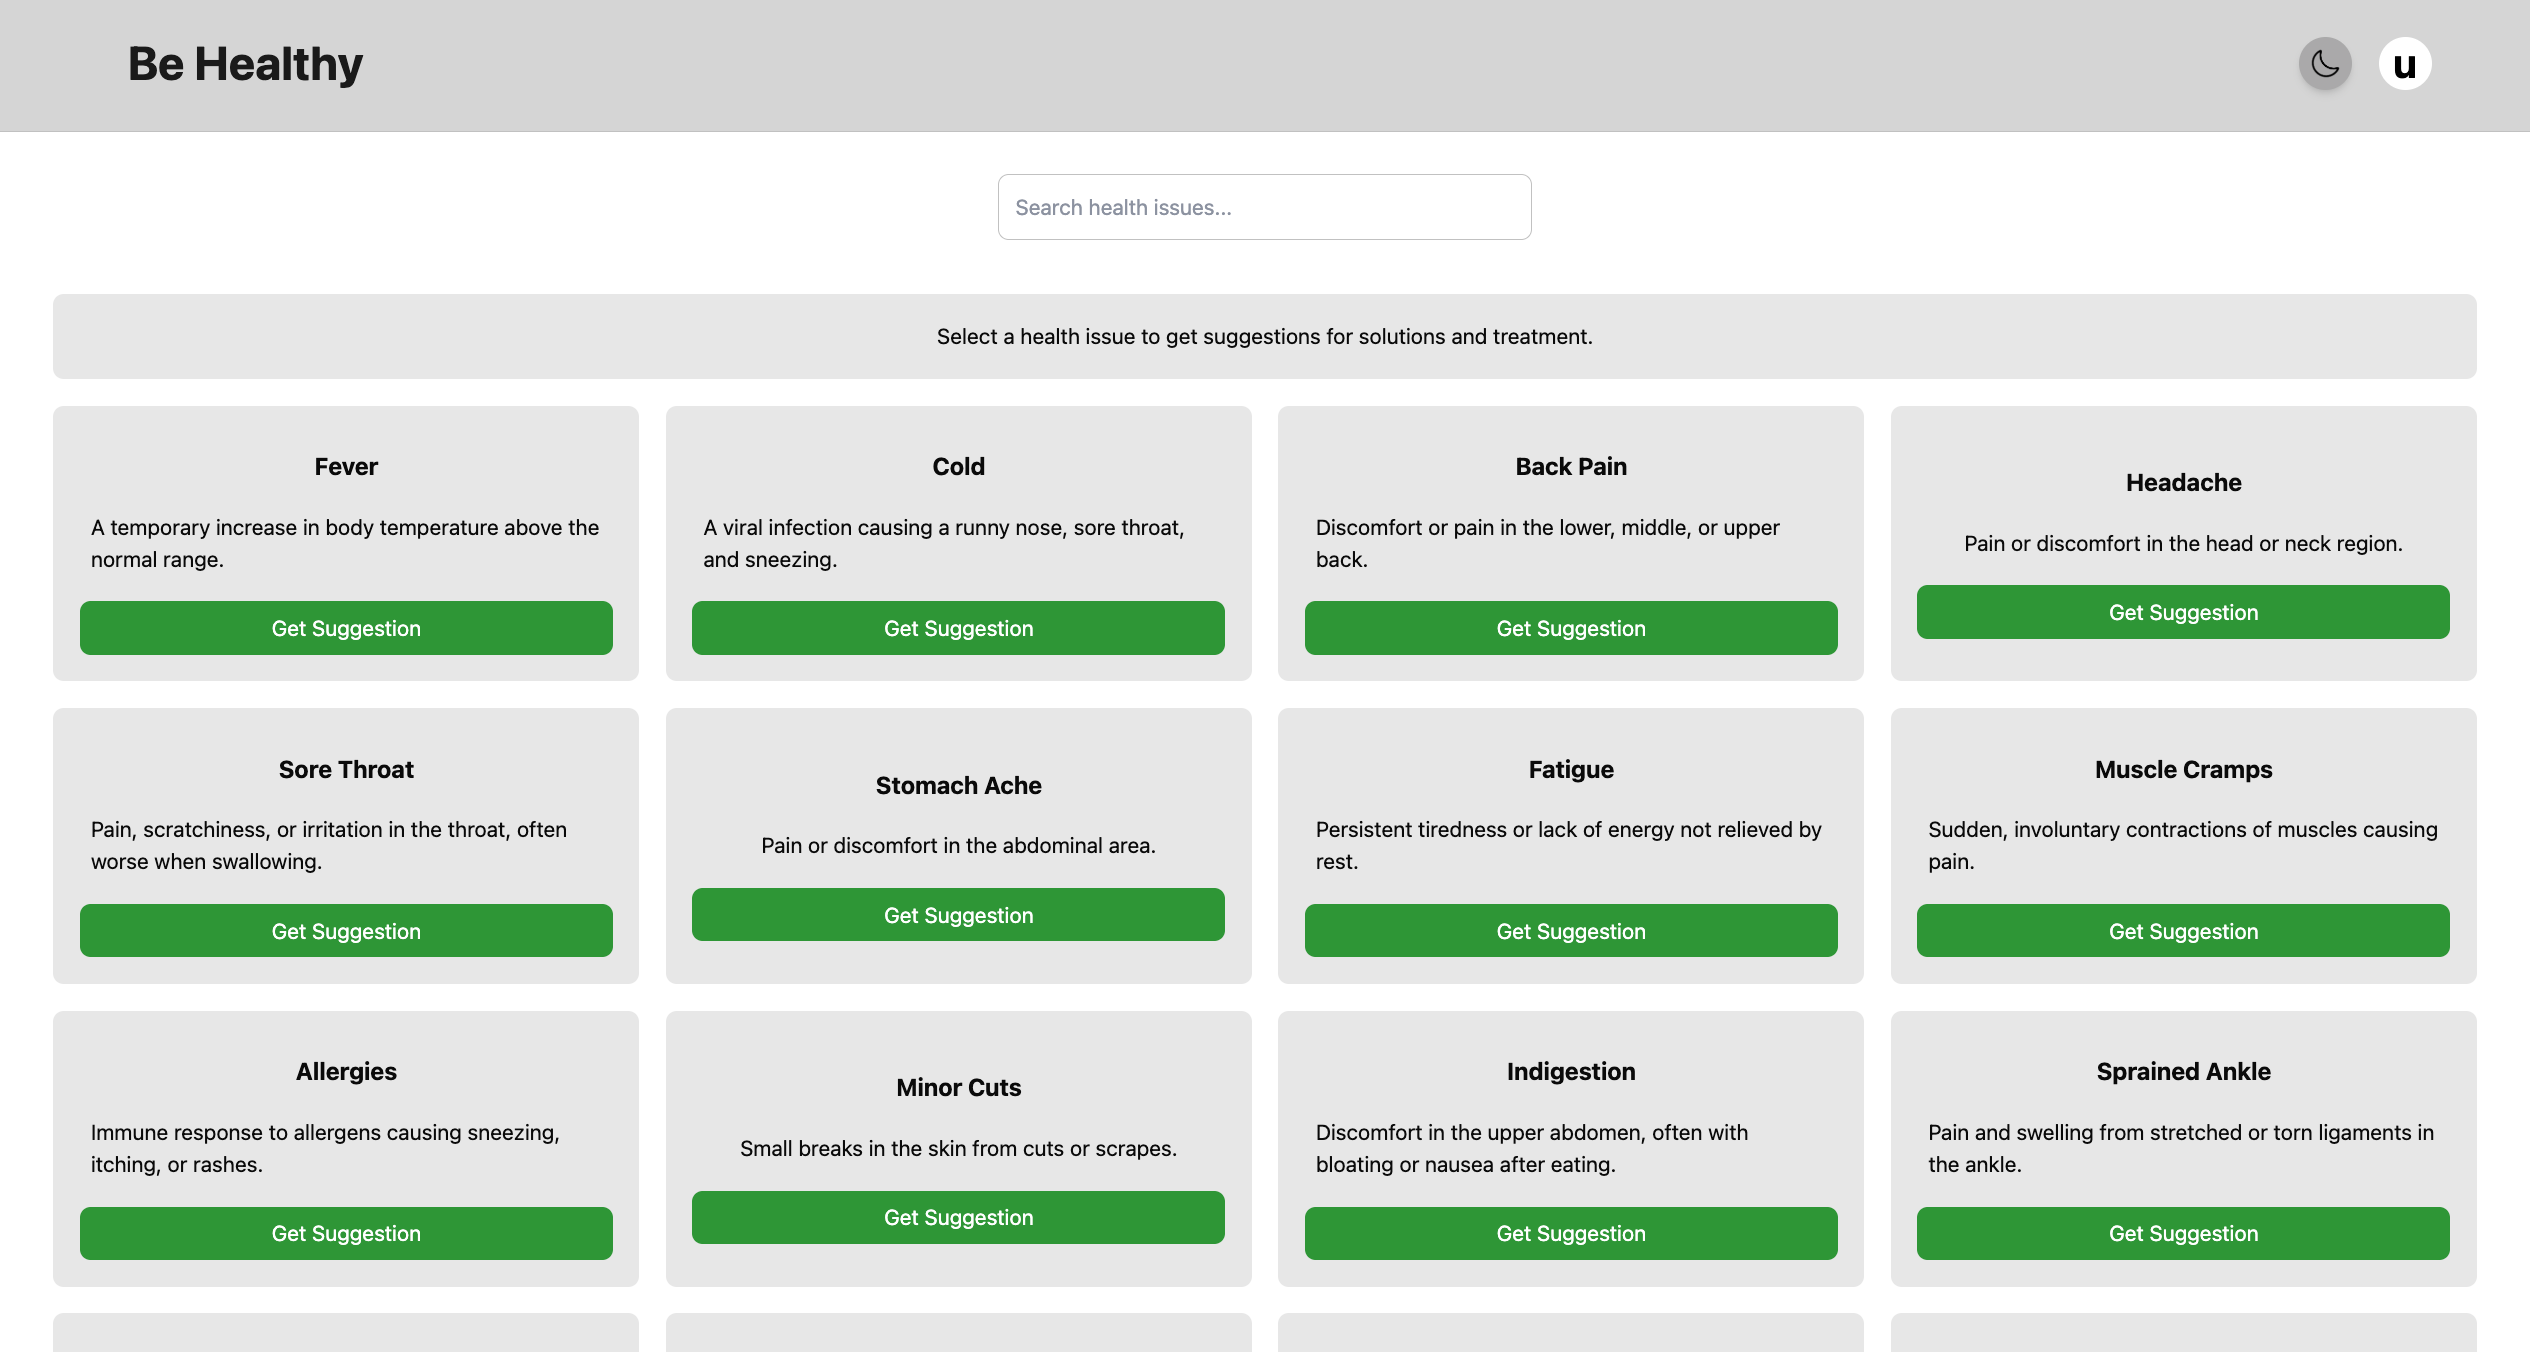 Be Healthy
u
Search health issues...
Select a health issue to get suggestions for solutions and treatment.
Fever
A temporary increase in body temperature above the
normal range.
Get Suggestion
Cold
A viral infection causing a runny nose, sore throat,
and sneezing.
Get Suggestion
Back Pain
Discomfort or pain in the lower, middle, or upper
back.
Get Suggestion
Headache
Pain or discomfort in the head or neck region.
Get Suggestion
Sore Throat
Pain, scratchiness, or irritation in the throat, often
worse when swallowing.
Get Suggestion
Stomach Ache
Pain or discomfort in the abdominal area.
Get Suggestion
Fatigue
Persistent tiredness or lack of energy not relieved by
rest.
Get Suggestion
Muscle Cramps
Sudden, involuntary contractions of muscles causing
pain.
Get Suggestion
Allergies
Immune response to allergens causing sneezing,
itching, or rashes.
Get Suggestion
Minor Cuts
Small breaks in the skin from cuts or scrapes.
Get Suggestion
Indigestion
Discomfort in the upper abdomen, often with
bloating or nausea after eating.
Get Suggestion
Sprained Ankle
Pain and swelling from stretched or torn ligaments in
the ankle.
Get Suggestion